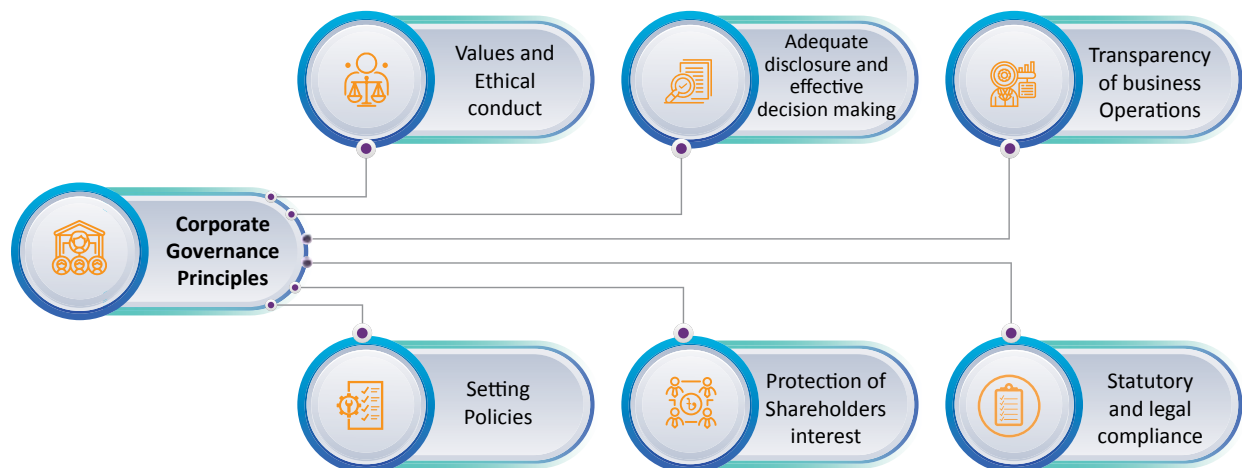 Values and
Ethical
conduct
Adequate
disclosure and
effective
decision making
Transparency
of business
Operations
Corporate
Governance
Principles
Setting
Policies
Protection of
Shareholders
interest
৳
Statutory
and legal
compliance